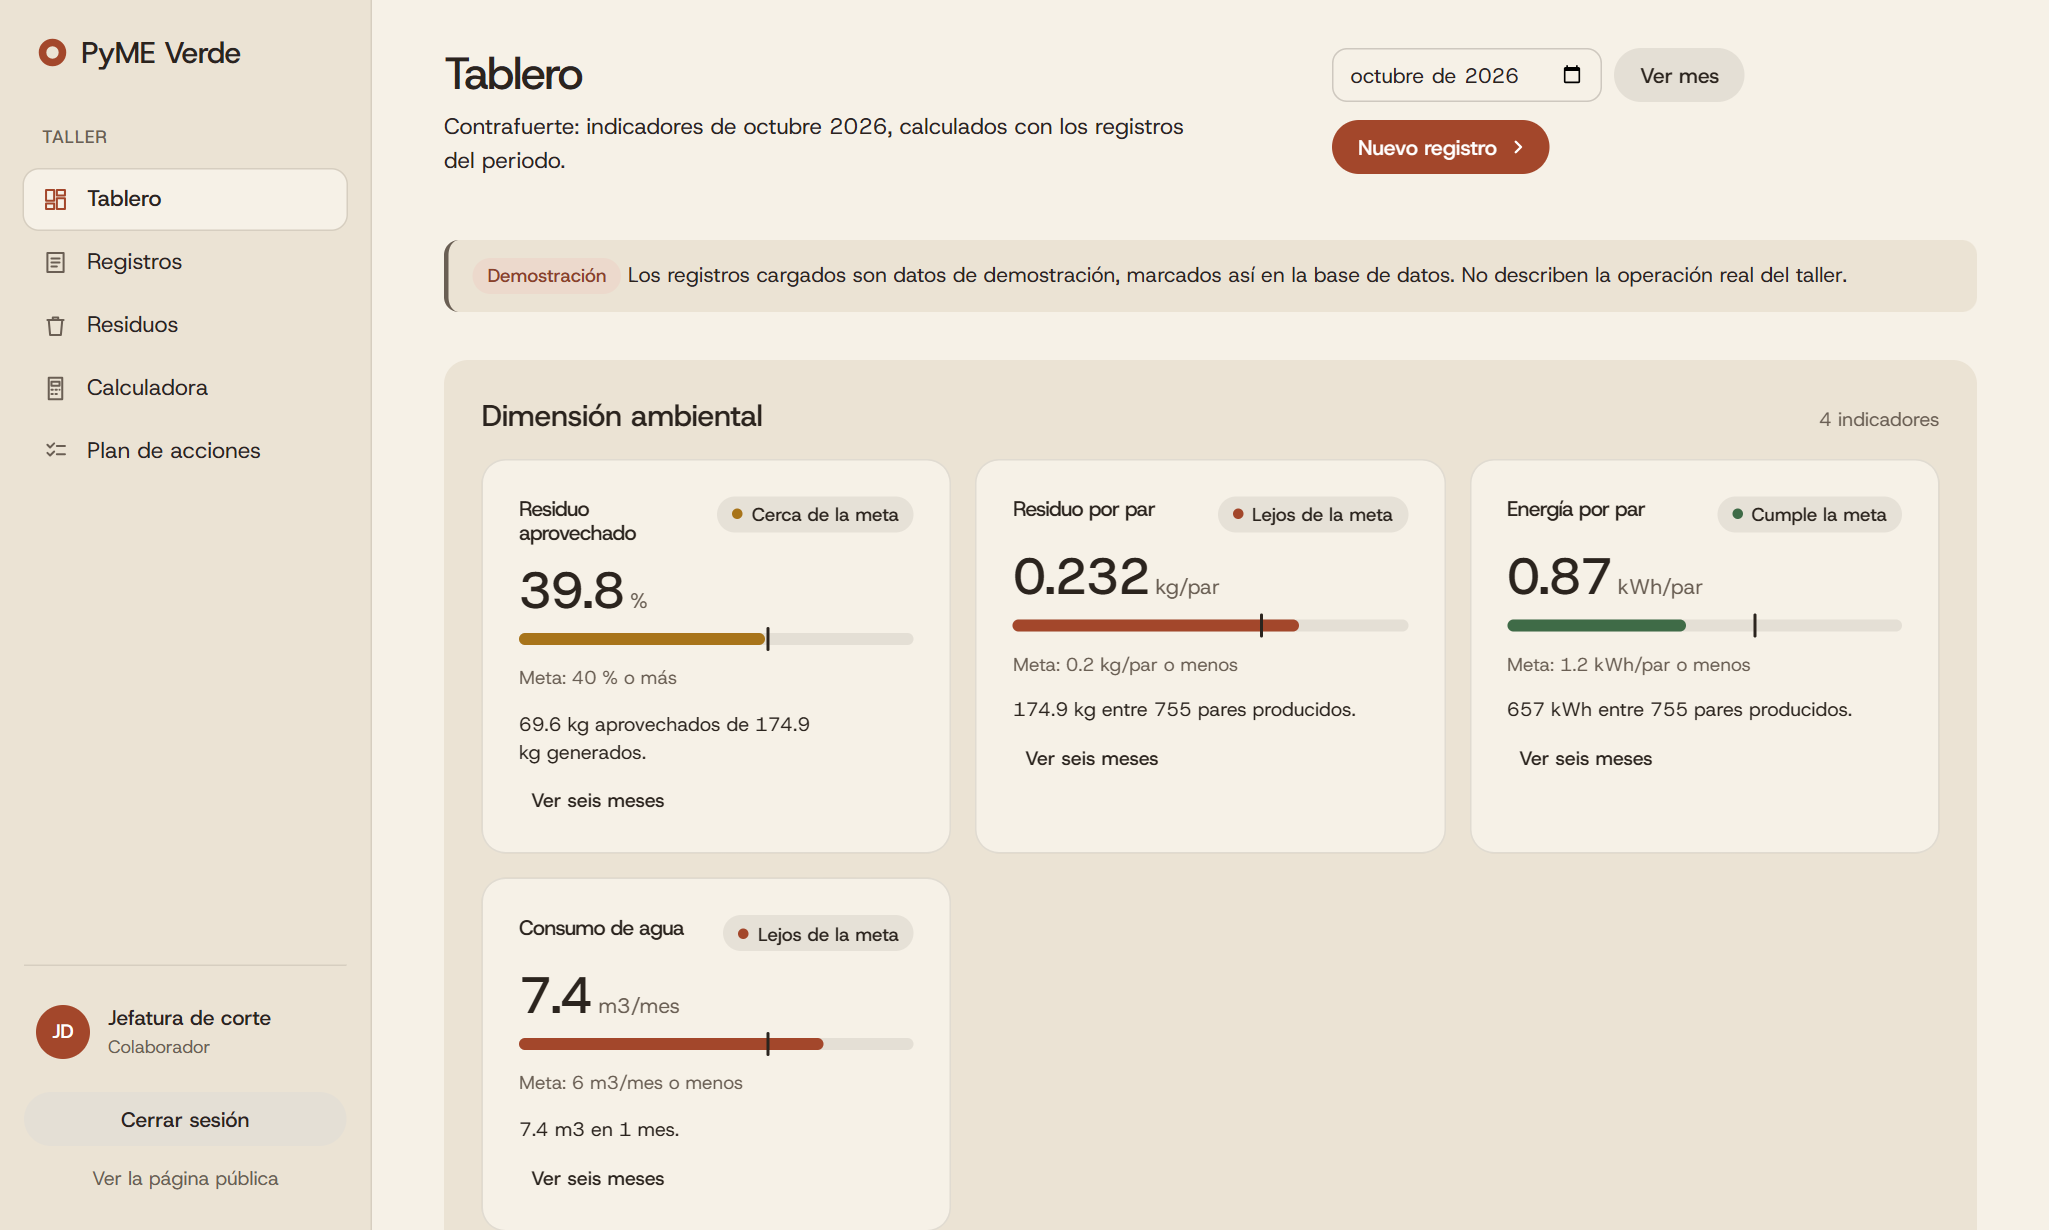 PyME Verde
TALLER
Tablero
Registros
Residuos
Calculadora
Plan de acciones
JD
Jefatura de corte
Colaborador
Cerrar sesión
Ver la página pública
Tablero
Contrafuerte: indicadores de octubre 2026, calculados con los registros
del periodo.
octubre de 2026
Ver mes
Nuevo registro
Demostración Los registros cargados son datos de demostración, marcados así en la base de datos. No describen la operación real del taller.
Dimensión ambiental
4 indicadores
Residuo
aprovechado
Cerca de la meta
39.8 %
Meta: 40 % o más
69.6 kg aprovechados de 174.9
kg generados.
Ver seis meses
Residuo por par
Lejos de la meta
0.232 kg/par
Meta: 0.2 kg/par o menos
174.9 kg entre 755 pares producidos.
Ver seis meses
Energía por par
Cumple la meta
0.87 kWh/par
Meta: 1.2 kWh/par o menos
657 kWh entre 755 pares producidos.
Ver seis meses
Consumo de agua
Lejos de la meta
7.4 m3/mes
Meta: 6 m3/mes o menos
7.4 m3 en 1 mes.
Ver seis meses